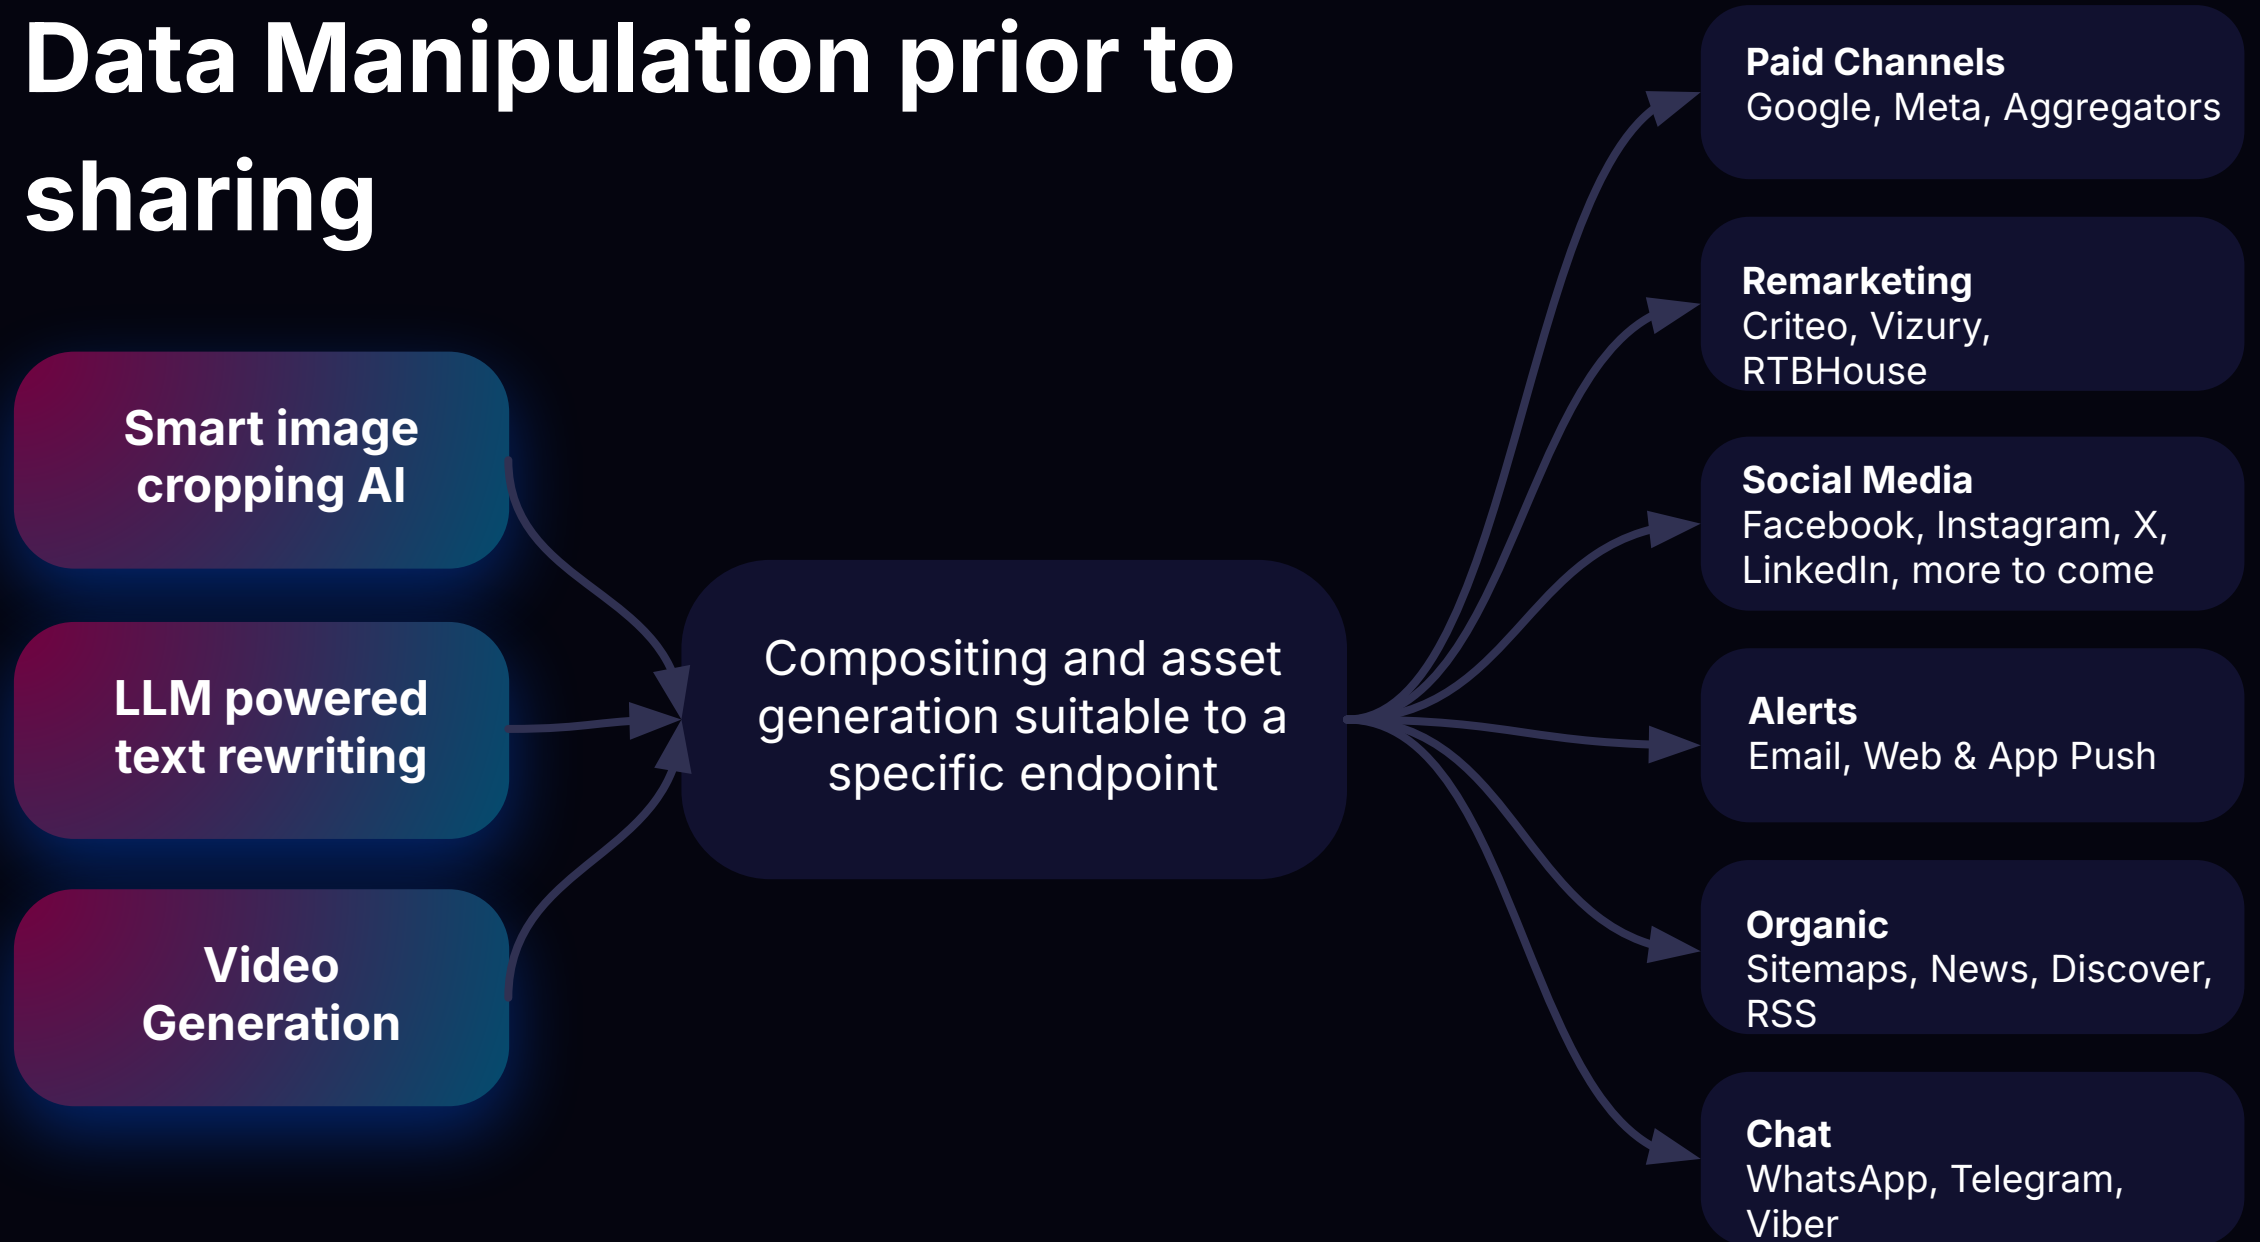 Data Manipulation prior to
sharing
Smart image
cropping AI
LLM powered
text rewriting
Video
Generation
Compositing and asset
generation suitable to a
specific endpoint
Paid Channels
Google, Meta, Aggregators
Remarketing
Criteo, Vizury,
RTBHouse
Social Media
Facebook, Instagram, X,
LinkedIn, more to come
Alerts
Email, Web & App Push
Organic
Sitemaps, News, Discover,
RSS
Chat
WhatsApp, Telegram,
Viber